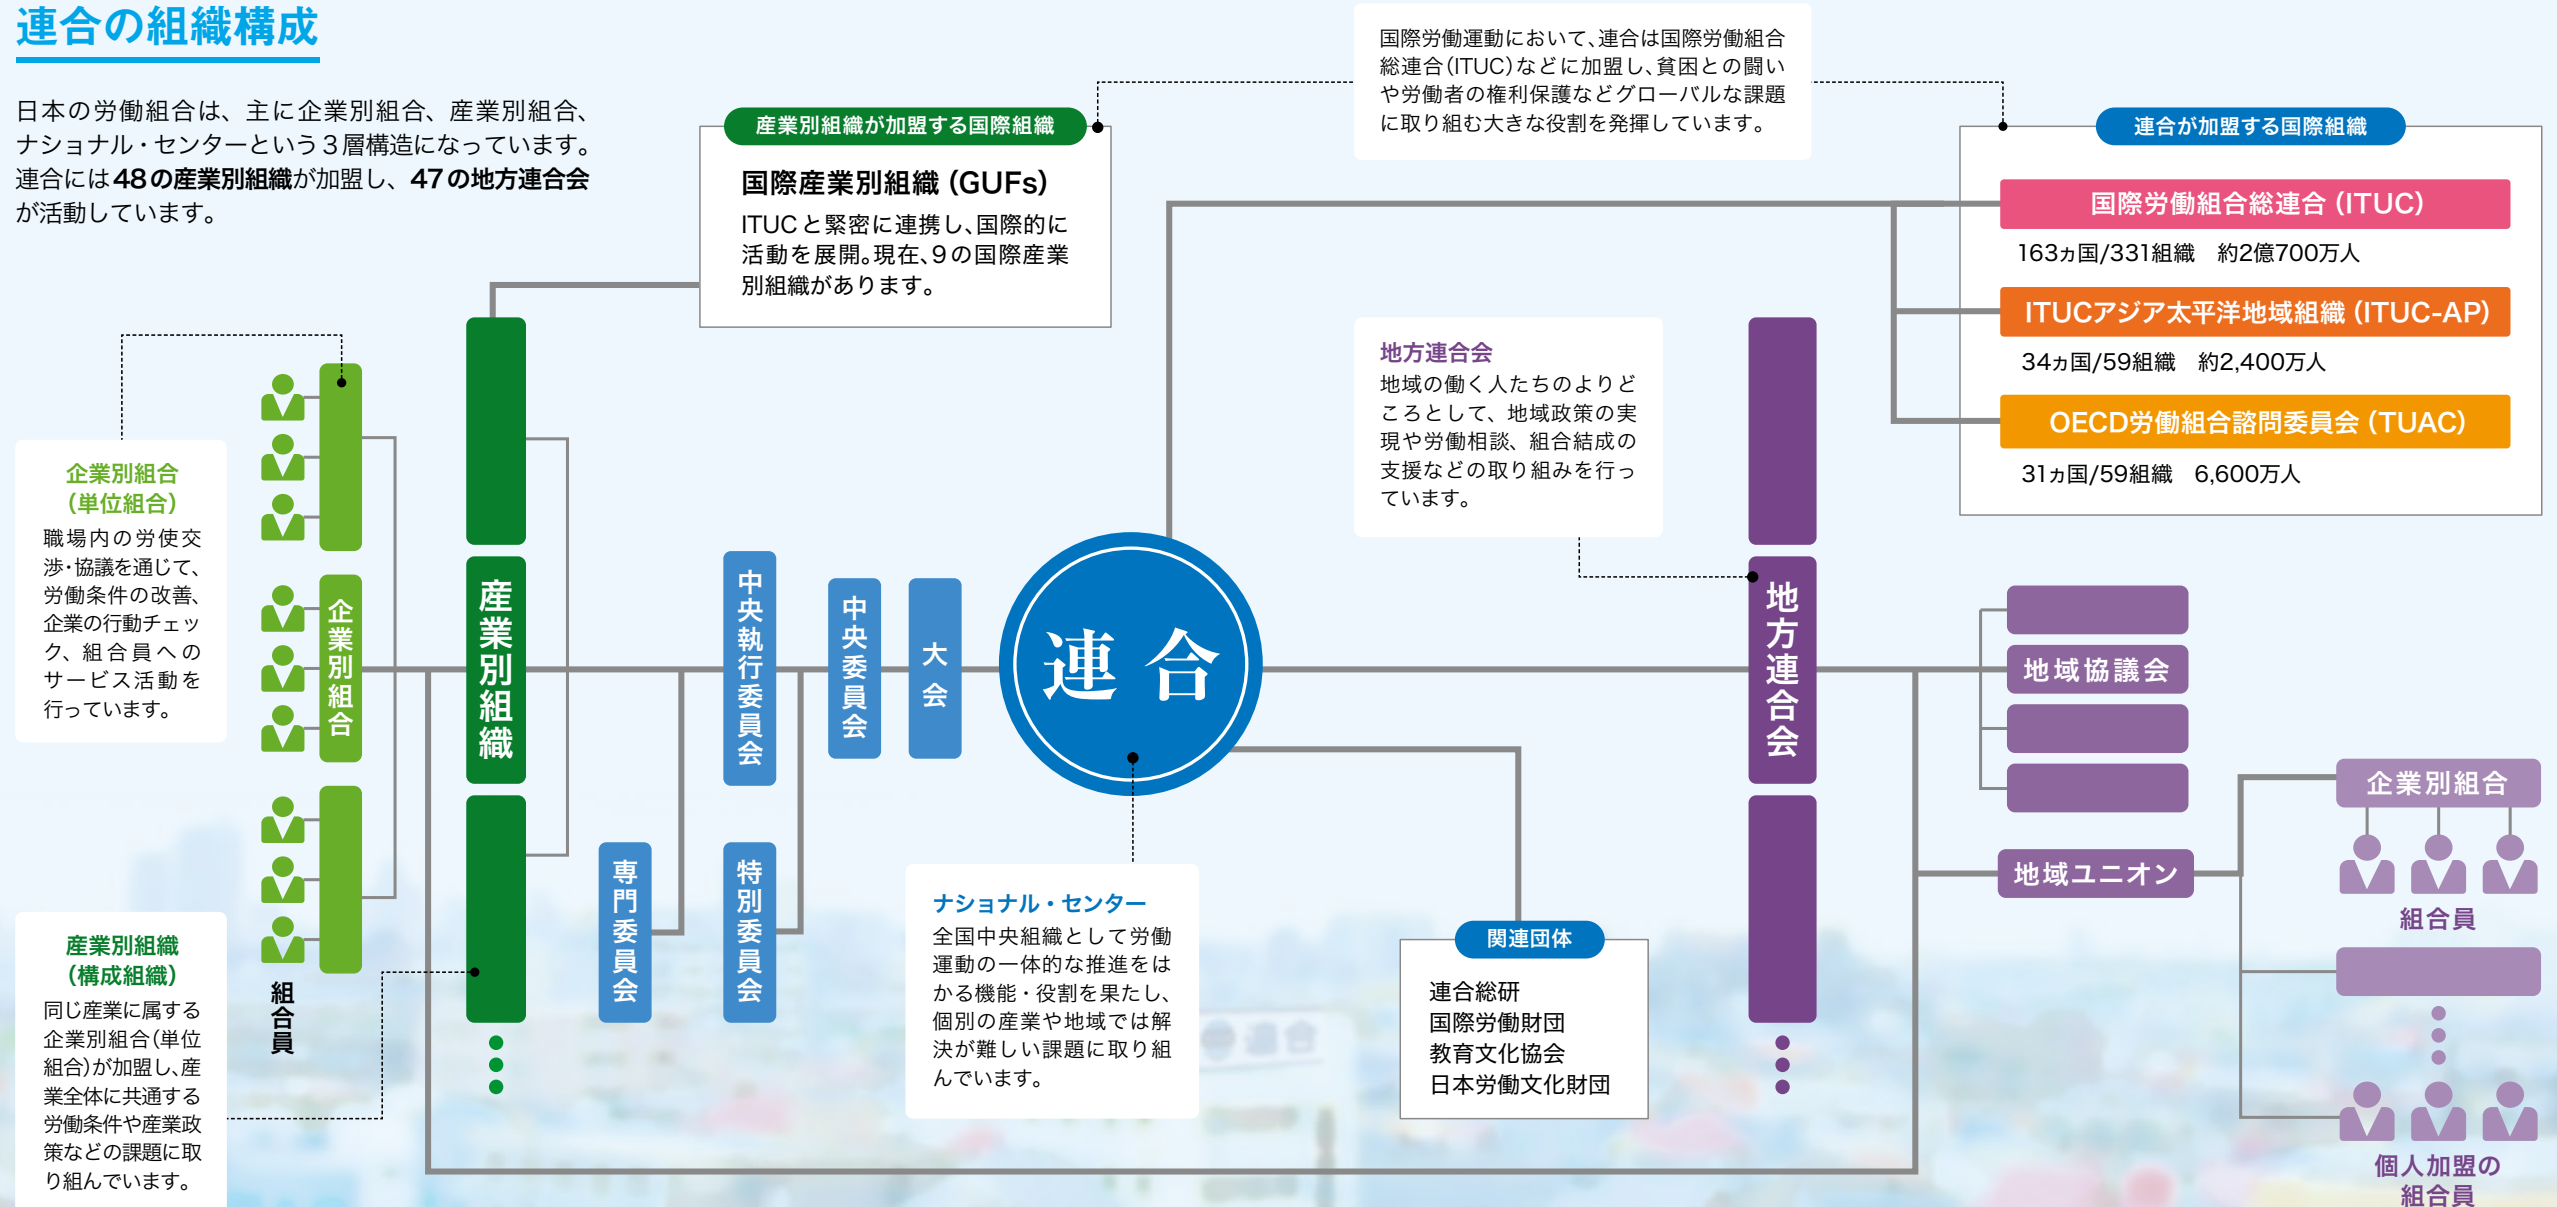 連合の組織構成
日本の労働組合は、主に企業別組合、産業別組合、
ナショナル・センターという3層構造になっています。
連合には48の産業別組織が加盟し、47の地方連合会
が活動しています。
産業別組織が加盟する国際組織
国際産業別組織(GUFs)
ITUCと緊密に連携し、国際的に
活動を展開。現在、9の国際産業
別組織があります。
国際労働運動において、連合は国際労働組合
総連合(ITUC)などに加盟し、貧困との闘い
や労働者の権利保護などグローバルな課題
に取り組む大きな役割を発揮しています。
連合が加盟する国際組織
国際労働組合総連合(ITUC)
163ヵ国/331組織　約2億700万人
ITUCアジア太平洋地域組織(ITUC-AP)
34ヵ国/59組織　約2,400万人
OECD労働組合諮問委員会(TUAC)
31ヵ国/59組織　6,600万人
企業別組合
(単位組合)
職場内の労使交
渉・協議を通じて、
労働条件の改善、
企業の行動チェッ
ク、組合員への
サービス活動を
行っています。
産業別組織
(構成組織)
同じ産業に属する
企業別組合(単位
組合)が加盟し、産
業全体に共通する
労働条件や産業政
策などの課題に取
り組んでいます。
組合員
企業別組合
産業別組織
専門委員会
中央執行委員会
特別委員会
中央委員会
大会
連合
ナショナル・センター
全国中央組織として労働
運動の一体的な推進をは
かる機能・役割を果たし、
個別の産業や地域では解
決が難しい課題に取り組
んでいます。
地方連合会
地域の働く人たちのよりど
ころとして、地域政策の実
現や労働相談、組合結成の
支援などの取り組みを行っ
ています。
関連団体
連合総研
国際労働財団
教育文化協会
日本労働文化財団
地方連合会
地域協議会
地域ユニオン
企業別組合
組合員
個人加盟の
組合員
連合